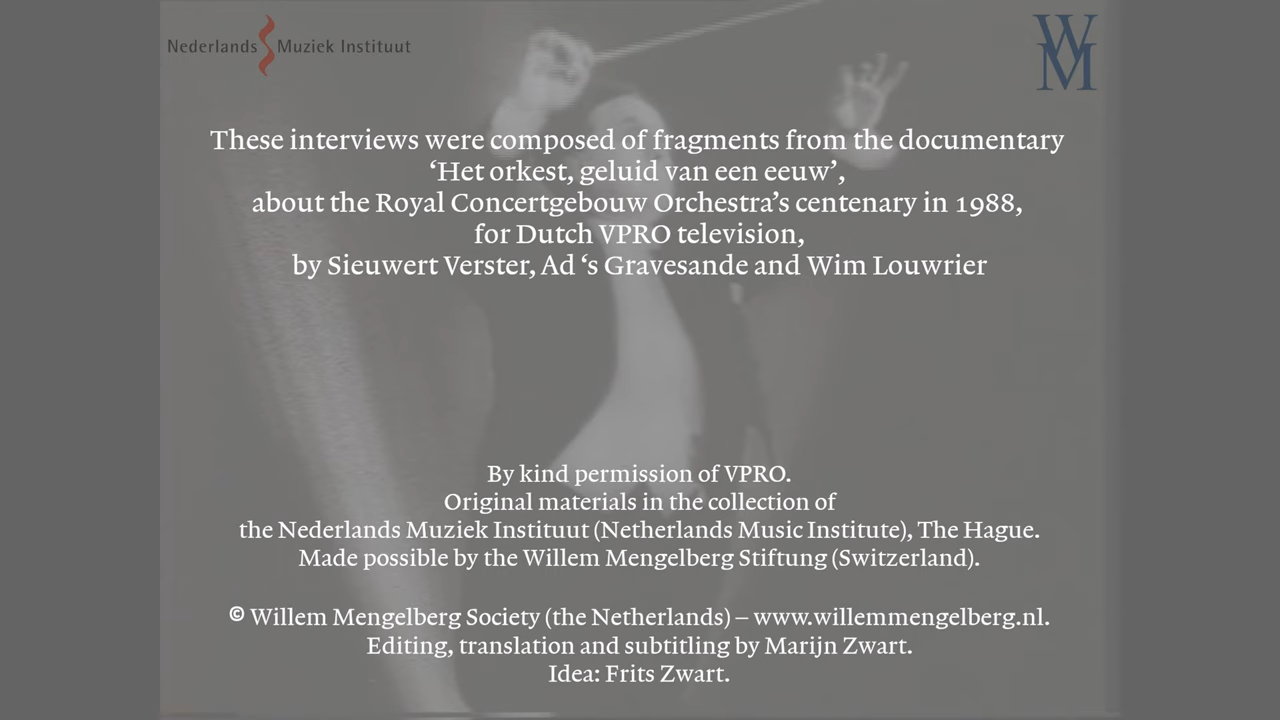 Nederlands Muziek Instituut
WM
These interviews were composed of fragments from the documentary
‘Het orkest, geluid van een eeuw’,
about the Royal Concertgebouw Orchestra’s centenary in 1988,
for Dutch VPRO television,
by Sieuwert Verster, Ad ‘s Gravesande and Wim Louwrier
By kind permission of VPRO.
Original materials in the collection of
the Nederlands Muziek Instituut (Netherlands Music Institute), The Hague.
Made possible by the Willem Mengelberg Stiftung (Switzerland).
© Willem Mengelberg Society (the Netherlands) – www.willemmengelberg.nl.
Editing, translation and subtitling by Marijn Zwart.
Idea: Frits Zwart.